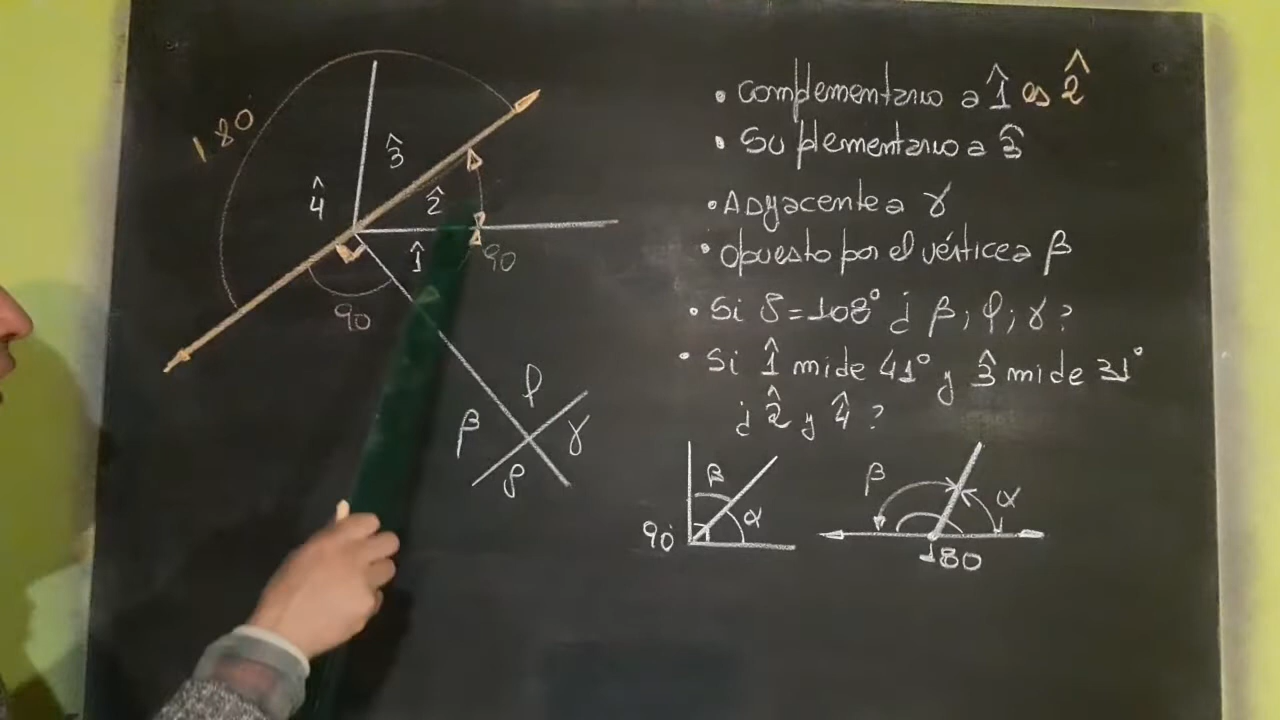 180°
3̂
4̂
2̂
1̂
90
90
φ
β
γ
δ
• Complementario a 1̂ es 2̂
• Suplementario a 3̂
• Adyacente a γ
• Opuesto por el vértice a β
• Si δ=108° ¿ β; φ; γ?
• Si 1̂ mide 41° y 3̂ mide 31°
¿ 2̂ y 4̂ ?
β
α
90°
β
α
180